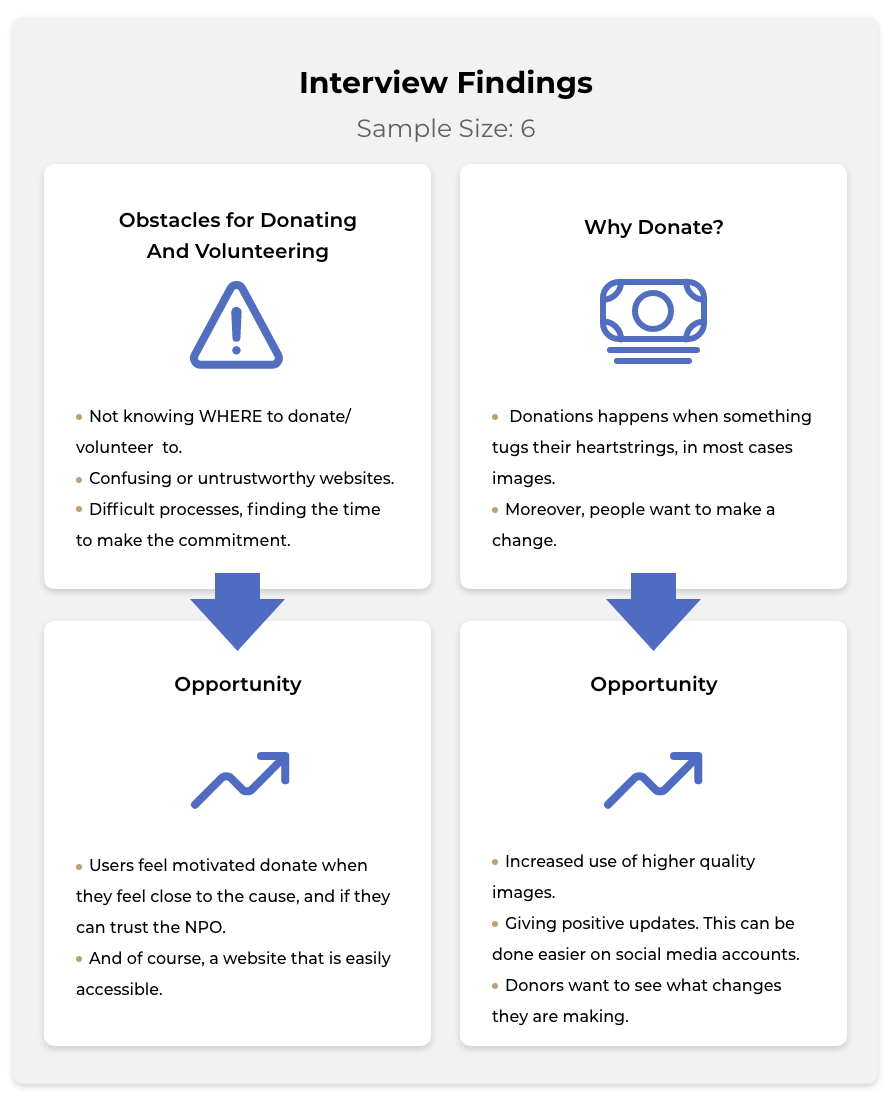 Interview Findings
Sample Size: 6
Obstacles for Donating
And Volunteering
• Not knowing WHERE to donate/
volunteer  to.
• Confusing or untrustworthy websites.
• Difficult processes, finding the time
to make the commitment.
Why Donate?
•  Donations happens when something
tugs their heartstrings, in most cases
images.
• Moreover, people want to make a
change.
Opportunity
• Users feel motivated donate when
they feel close to the cause, and if they
can trust the NPO.
• And of course, a website that is easily
accessible.
Opportunity
• Increased use of higher quality
images.
• Giving positive updates. This can be
done easier on social media accounts.
• Donors want to see what changes
they are making.